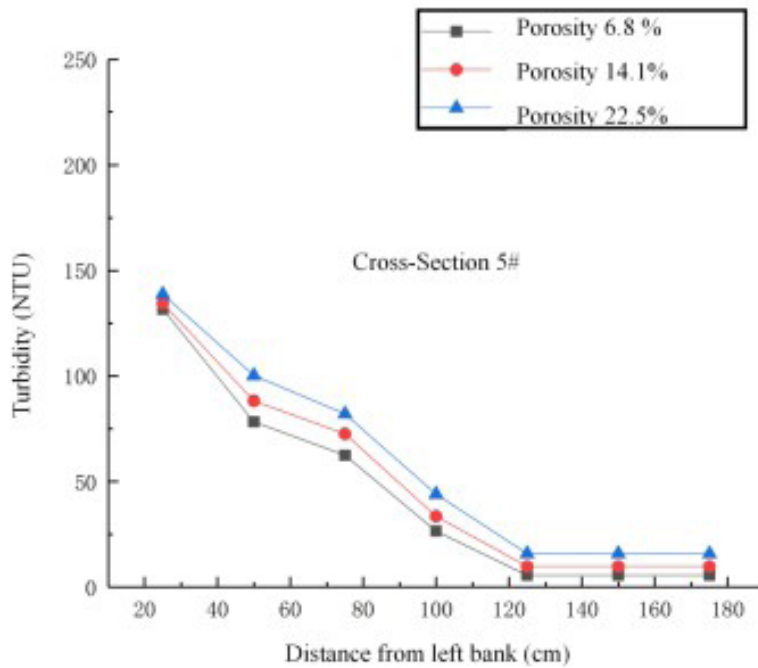 Porosity 6.8 %
Porosity 14.1%
Porosity 22.5%
250
200
150
100
50
0
Turbidity (NTU)
Cross-Section 5#
20 40 60 80 100 120 140 160 180
Distance from left bank (cm)